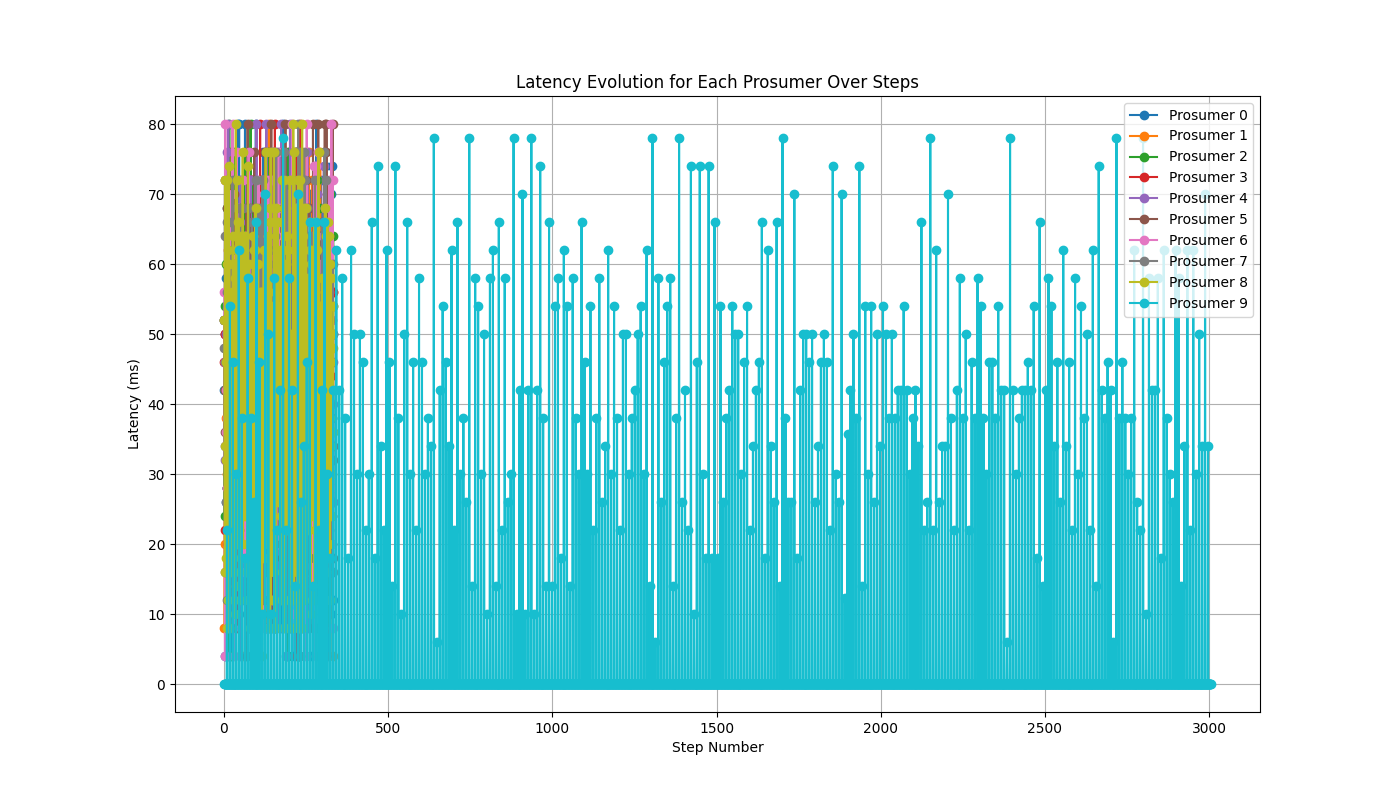 Latency Evolution for Each Prosumer Over Steps
80
70
60
50
40
30
20
10
0
Latency (ms)
0
500
1000
1500
2000
2500
3000
Step Number
Prosumer 0
Prosumer 1
Prosumer 2
Prosumer 3
Prosumer 4
Prosumer 5
Prosumer 6
Prosumer 7
Prosumer 8
Prosumer 9